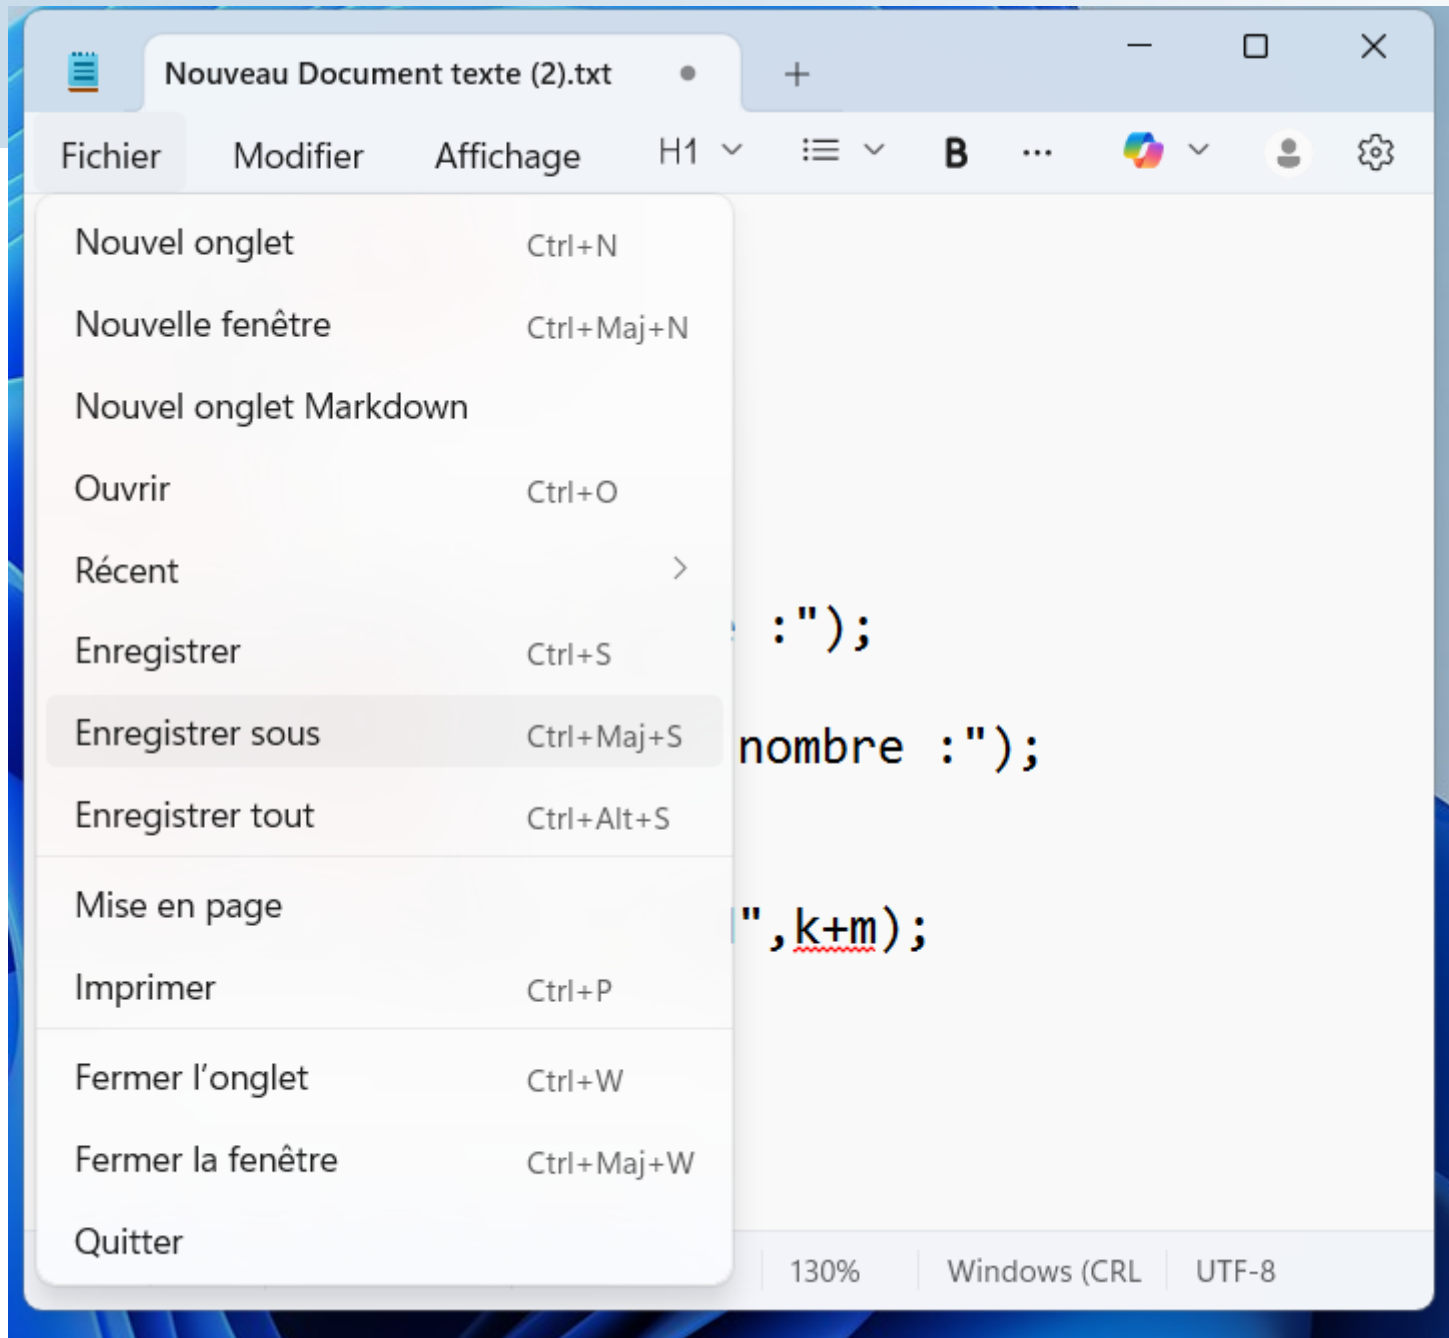 Nouveau Document texte (2).txt
Fichier Modifier Affichage H1 B
Nouvel onglet Ctrl+N
Nouvelle fenêtre Ctrl+Maj+N
Nouvel onglet Markdown
Ouvrir Ctrl+O
Récent
:");
Enregistrer Ctrl+S
Enregistrer sous Ctrl+Maj+S
nombre :");
Enregistrer tout Ctrl+Alt+S
Mise en page
",k+m);
Imprimer Ctrl+P
Fermer l’onglet Ctrl+W
Fermer la fenêtre Ctrl+Maj+W
Quitter
130% Windows (CRL UTF-8